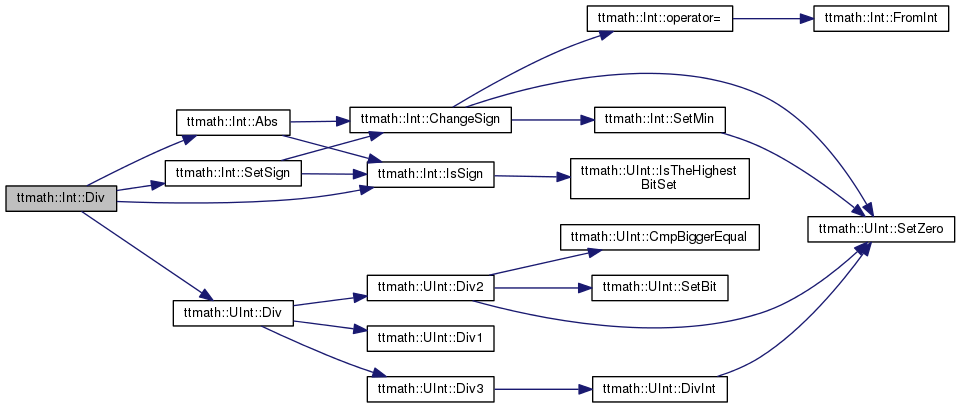 ttmath::Int::operator=
ttmath::Int::FromInt
ttmath::Int::Abs
ttmath::Int::ChangeSign
ttmath::Int::SetMin
ttmath::Int::SetSign
ttmath::Int::IsSign
ttmath::UInt::IsTheHighest
BitSet
ttmath::Int::Div
ttmath::UInt::SetZero
ttmath::UInt::CmpBiggerEqual
ttmath::UInt::Div2
ttmath::UInt::SetBit
ttmath::UInt::Div
ttmath::UInt::Div1
ttmath::UInt::Div3
ttmath::UInt::DivInt